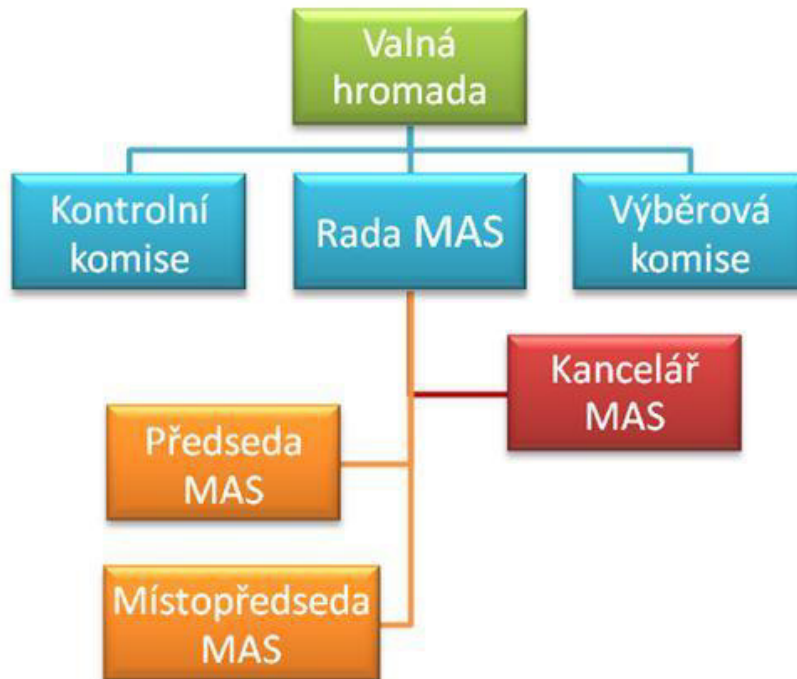 Valná
hromada
Kontrolní
komise
Rada MAS
Výběrová
komise
Kancelář
MAS
Předseda
MAS
Místopředseda
MAS